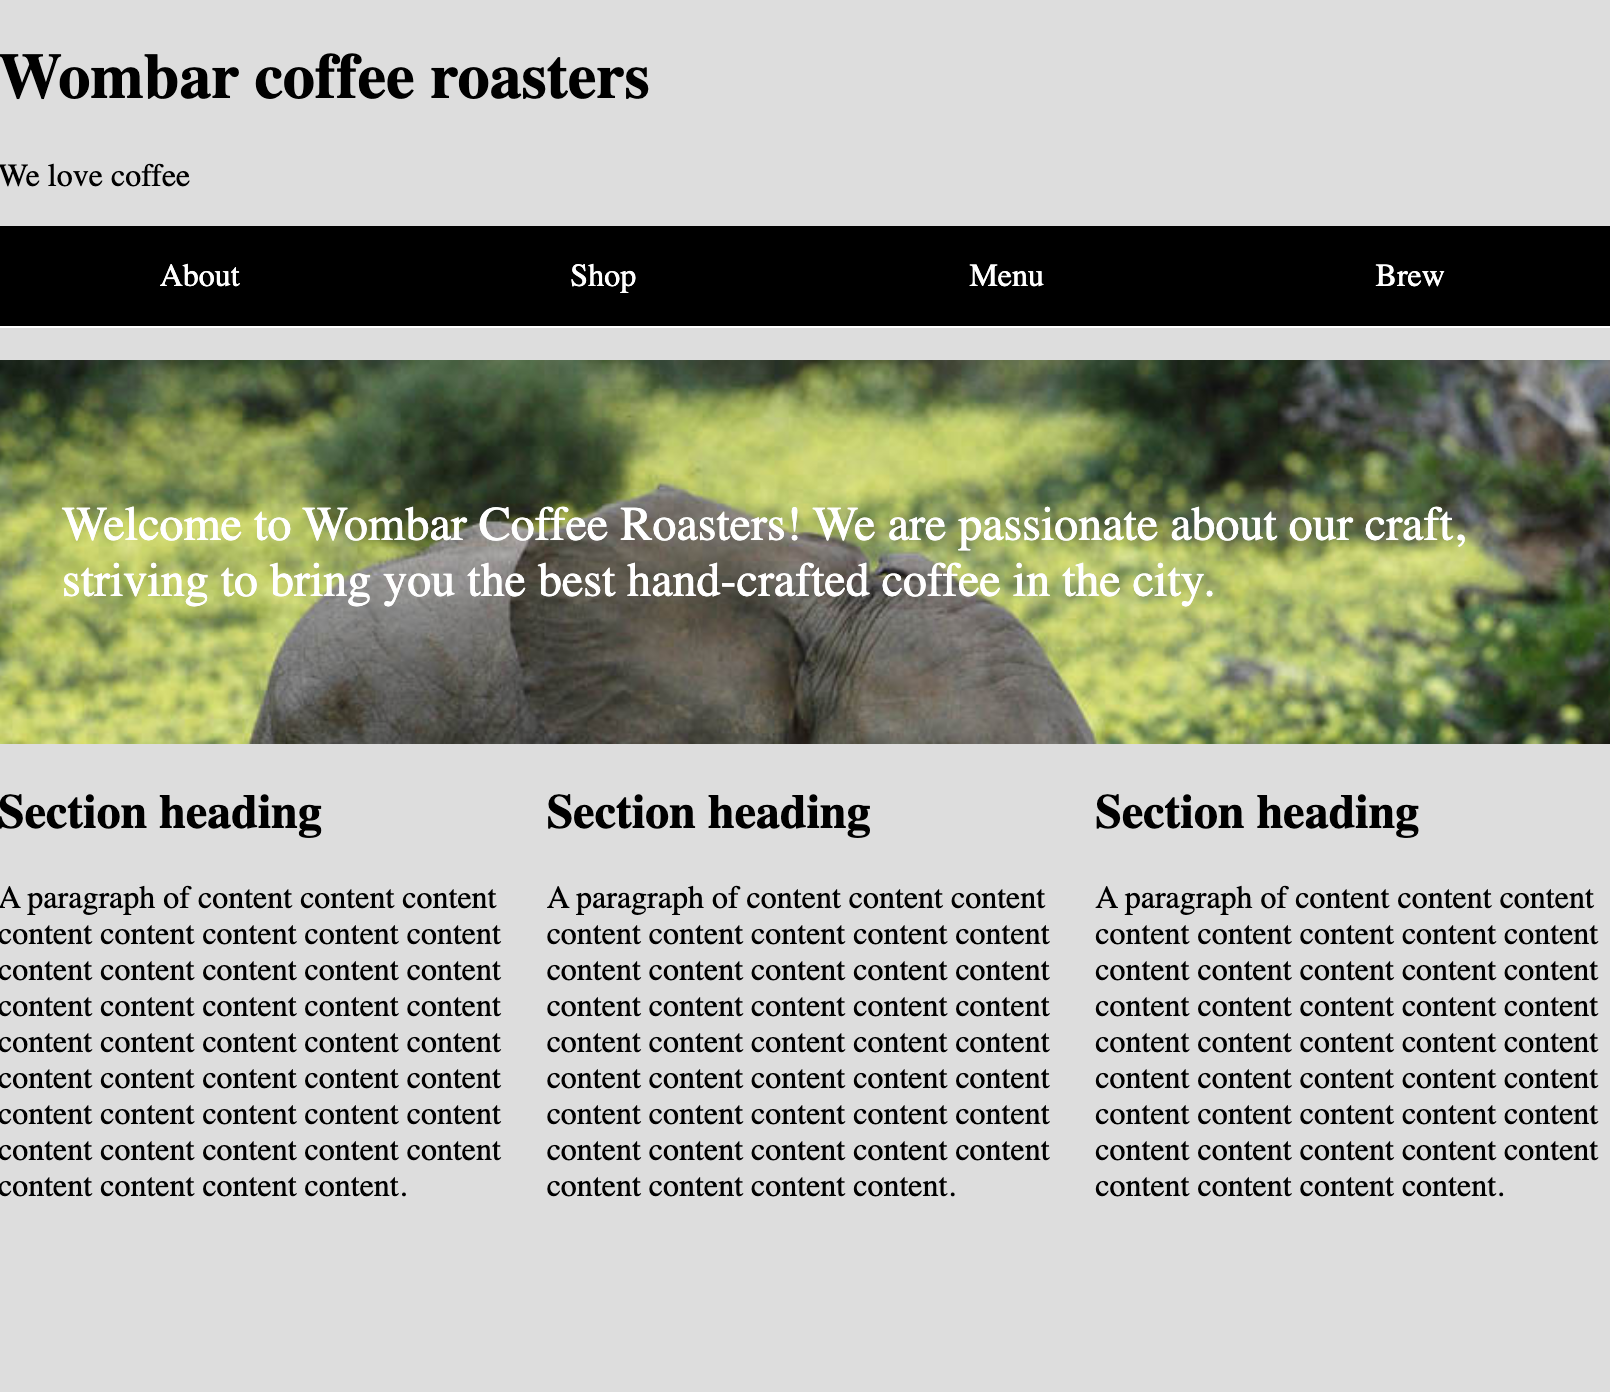 Wombar coffee roasters
We love coffee
About Shop Menu Brew
Welcome to Wombar Coffee Roasters! We are passionate about our craft,
striving to bring you the best hand-crafted coffee in the city.
Section heading
A paragraph of content content content
content content content content content
content content content content content
content content content content content
content content content content content
content content content content content
content content content content content
content content content content content
content content content content.
Section heading
A paragraph of content content content
content content content content content
content content content content content
content content content content content
content content content content content
content content content content content
content content content content content
content content content content content
content content content content.
Section heading
A paragraph of content content content
content content content content content
content content content content content
content content content content content
content content content content content
content content content content content
content content content content content
content content content content content
content content content content.